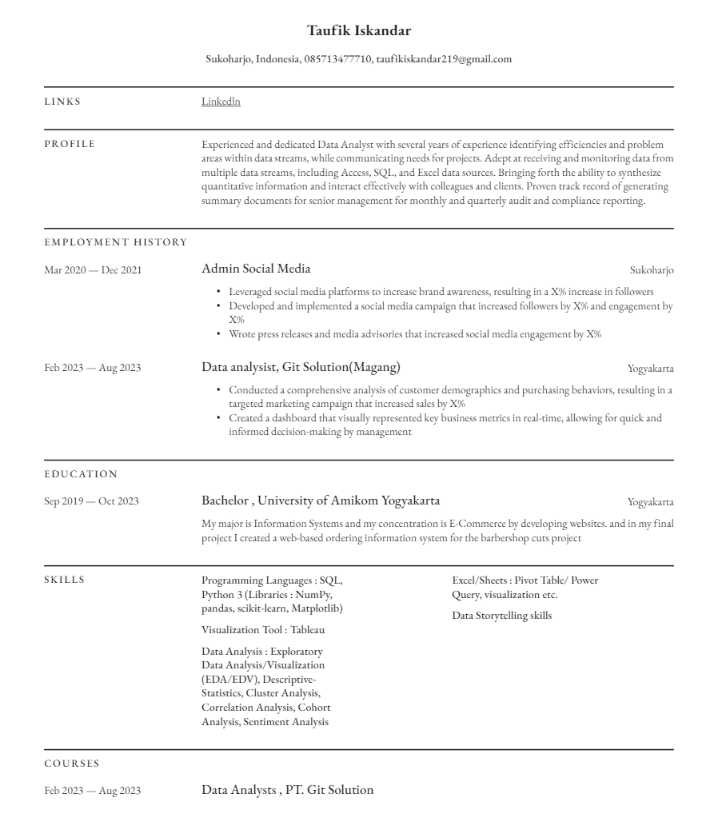 Taufik Iskandar
Sukoharjo, Indonesia, 085713477710, taufikiskandar219@gmail.com
LINKS
LinkedIn
PROFILE
Experienced and dedicated Data Analyst with several years of experience identifying efficiencies and problem
areas within data streams, while communicating needs for projects. Adept at receiving and monitoring data from
multiple data streams, including Access, SQL, and Excel data sources. Bringing forth the ability to synthesize
quantitative information and interact effectively with colleagues and clients. Proven track record of generating
summary documents for senior management for monthly and quarterly audit and compliance reporting.
EMPLOYMENT HISTORY
Mar 2020 — Dec 2021 Admin Social Media Sukoharjo
• Leveraged social media platforms to increase brand awareness, resulting in a X% increase in followers
• Developed and implemented a social media campaign that increased followers by X% and engagement by
X%
• Wrote press releases and media advisories that increased social media engagement by X%
Feb 2023 — Aug 2023 Data analysist, Git Solution(Magang) Yogyakarta
• Conducted a comprehensive analysis of customer demographics and purchasing behaviors, resulting in a
targeted marketing campaign that increased sales by X%
• Created a dashboard that visually represented key business metrics in real-time, allowing for quick and
informed decision-making by management
EDUCATION
Sep 2019 — Oct 2023 Bachelor , University of Amikom Yogyakarta Yogyakarta
My major is Information Systems and my concentration is E-Commerce by developing websites. and in my final
project I created a web-based ordering information system for the barbershop cuts project
SKILLS
Programming Languages : SQL,
Python 3 (Libraries : NumPy,
pandas, scikit-learn, Matplotlib)
Visualization Tool : Tableau
Data Analysis : Exploratory
Data Analysis/Visualization
(EDA/EDV), Descriptive-
Statistics, Cluster Analysis,
Correlation Analysis, Cohort
Analysis, Sentiment Analysis
Excel/Sheets : Pivot Table/ Power
Query, visualization etc.
Data Storytelling skills
COURSES
Feb 2023 — Aug 2023 Data Analysts , PT. Git Solution